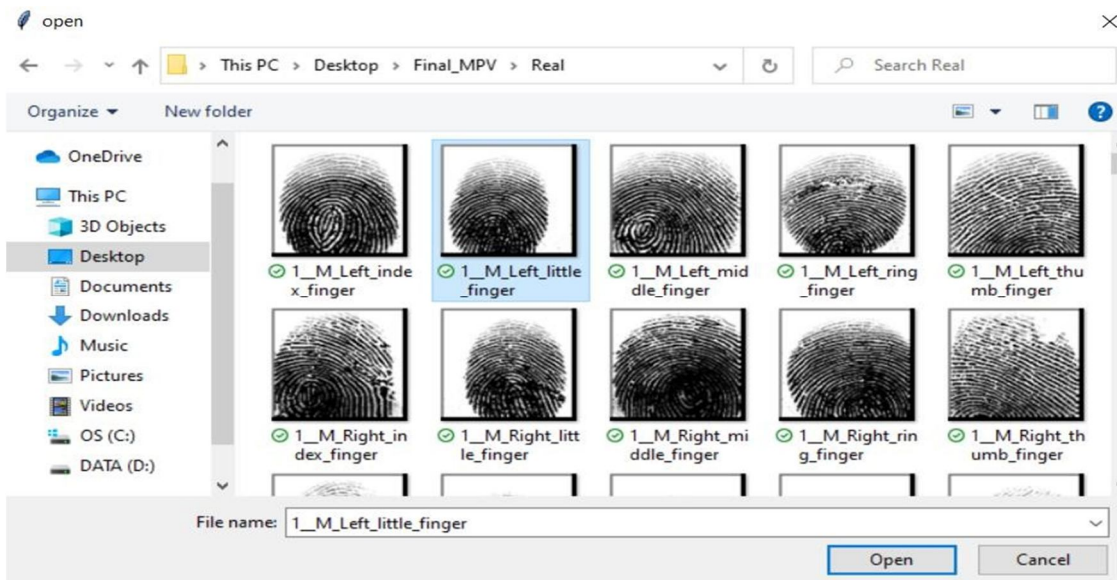 open
This PC > Desktop > Final_MPV > Real
Search Real
Organize
New folder
OneDrive
This PC
3D Objects
Desktop
Documents
Downloads
Music
Pictures
Videos
OS (C:)
DATA (D:)
1__M_Left_inde
x_finger
1__M_Left_little
_finger
1__M_Left_mid
dle_finger
1__M_Left_ring
_finger
1__M_Left_thu
mb_finger
1__M_Right_in
dex_finger
1__M_Right_litt
le_finger
1__M_Right_mi
ddle_finger
1__M_Right_rin
g_finger
1__M_Right_th
umb_finger
File name: 1__M_Left_little_finger
Open
Cancel